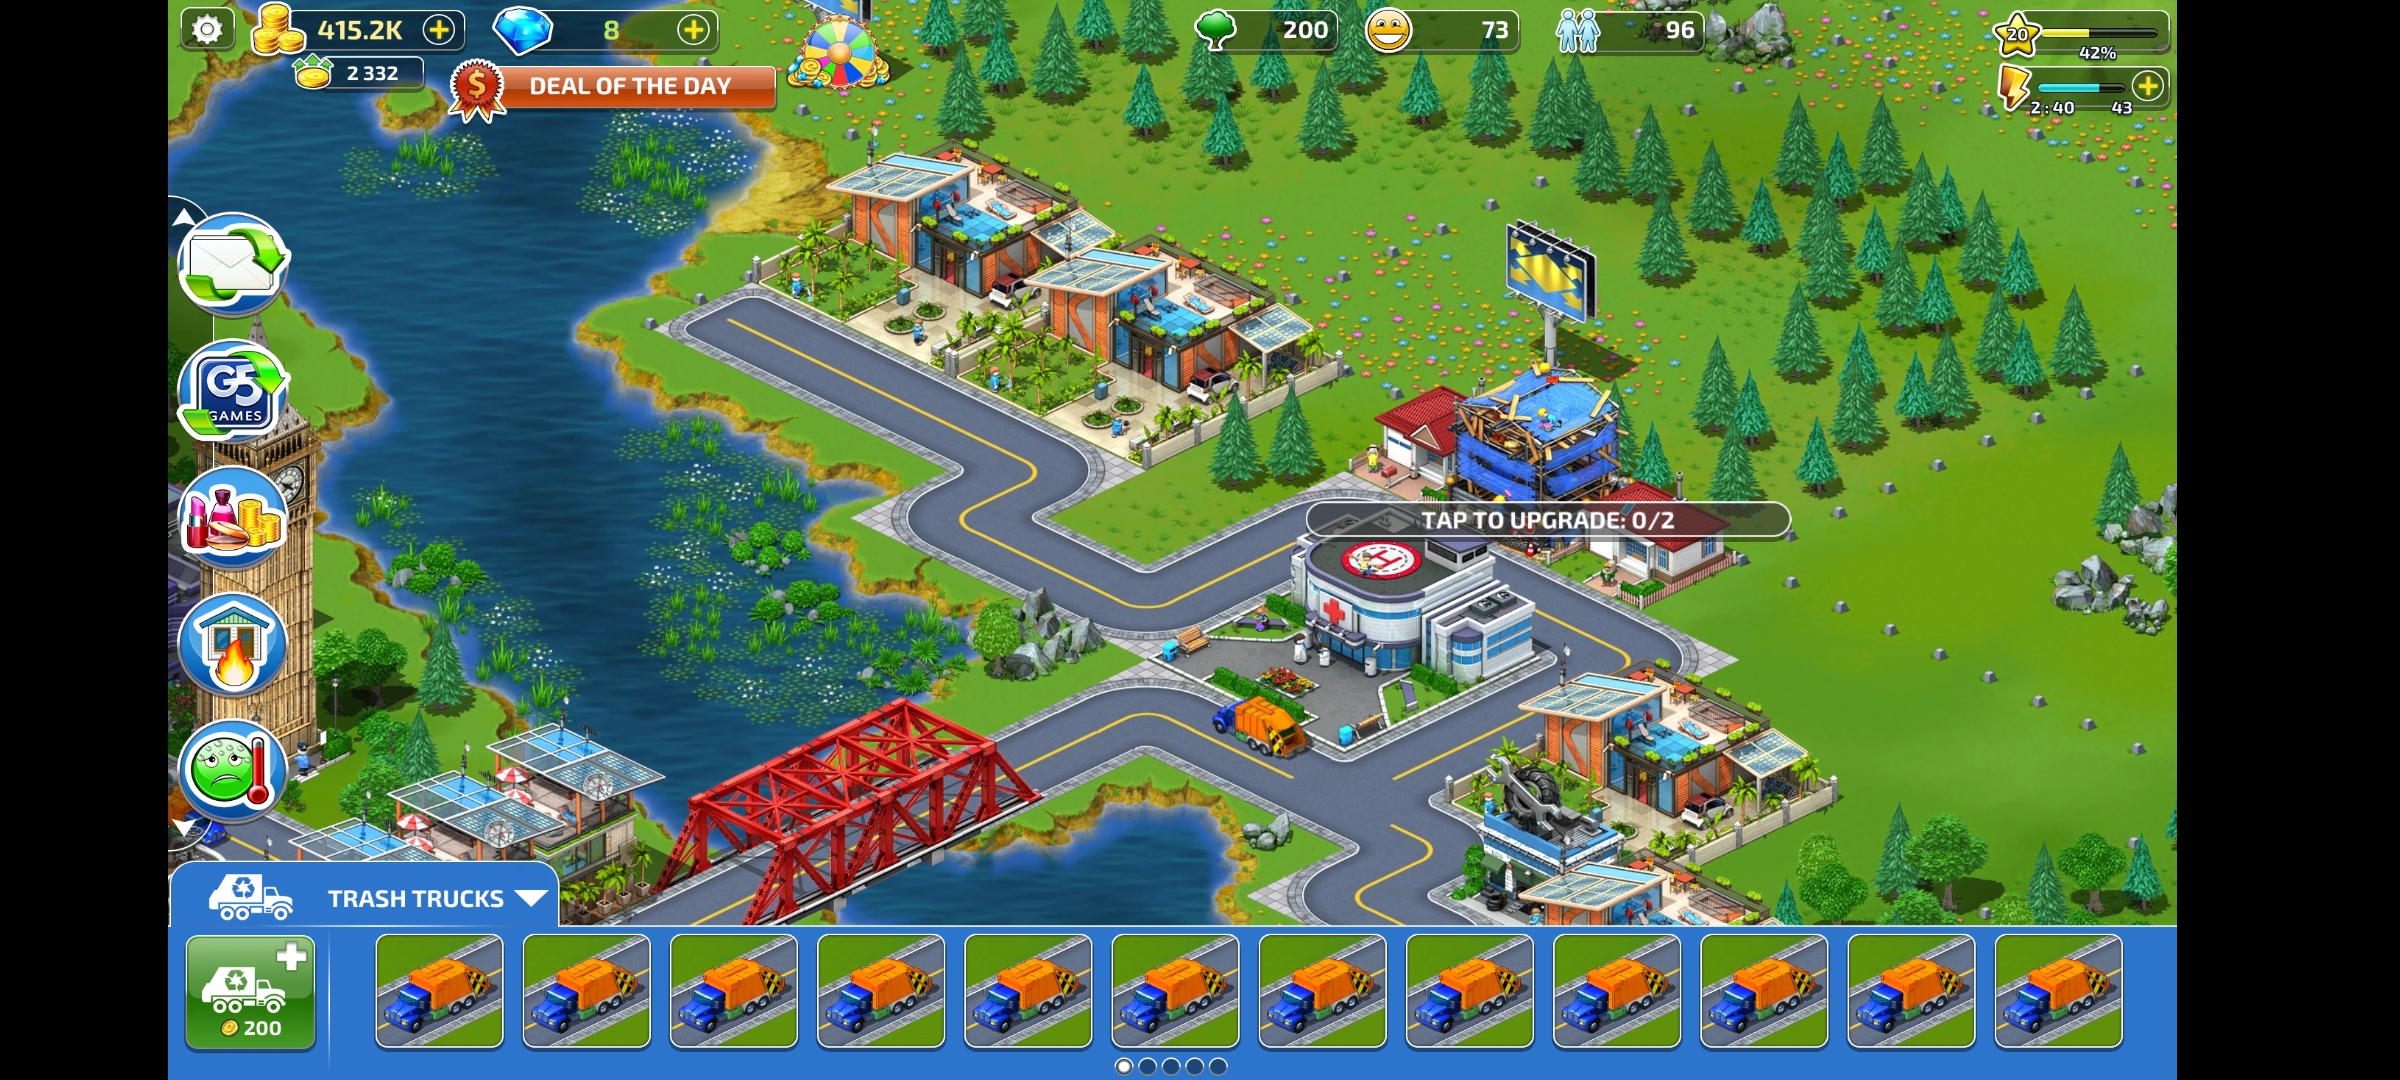 415.2K
8
200
73
96
20
42%
2 332
DEAL OF THE DAY
2:40
43
G5
GAMES
TAP TO UPGRADE: 0/2
H
TRASH TRUCKS
200